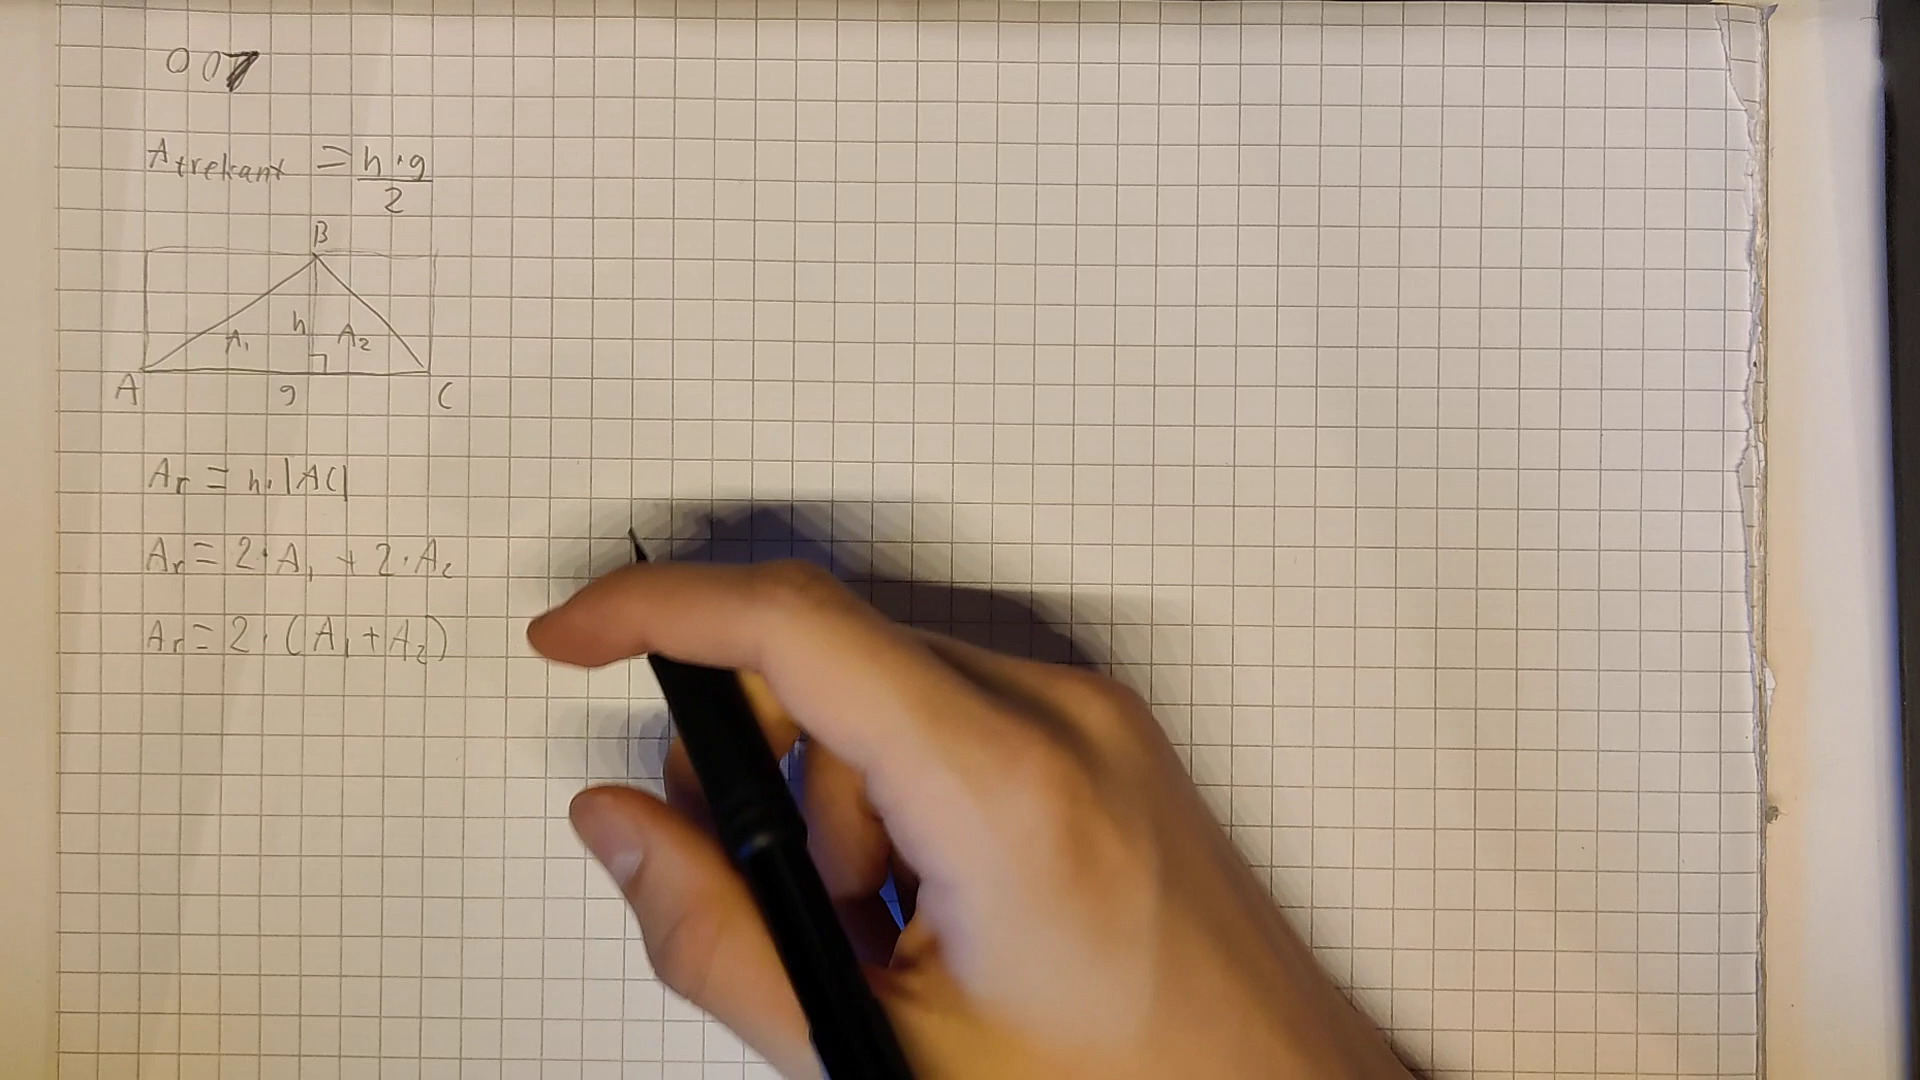 007
A_trekant = h·g/2
B
h
A₁ A₂
A g C
A_r = h·|AC|
A_r = 2·A₁ + 2·A₂
A_r = 2·(A₁+A₂)